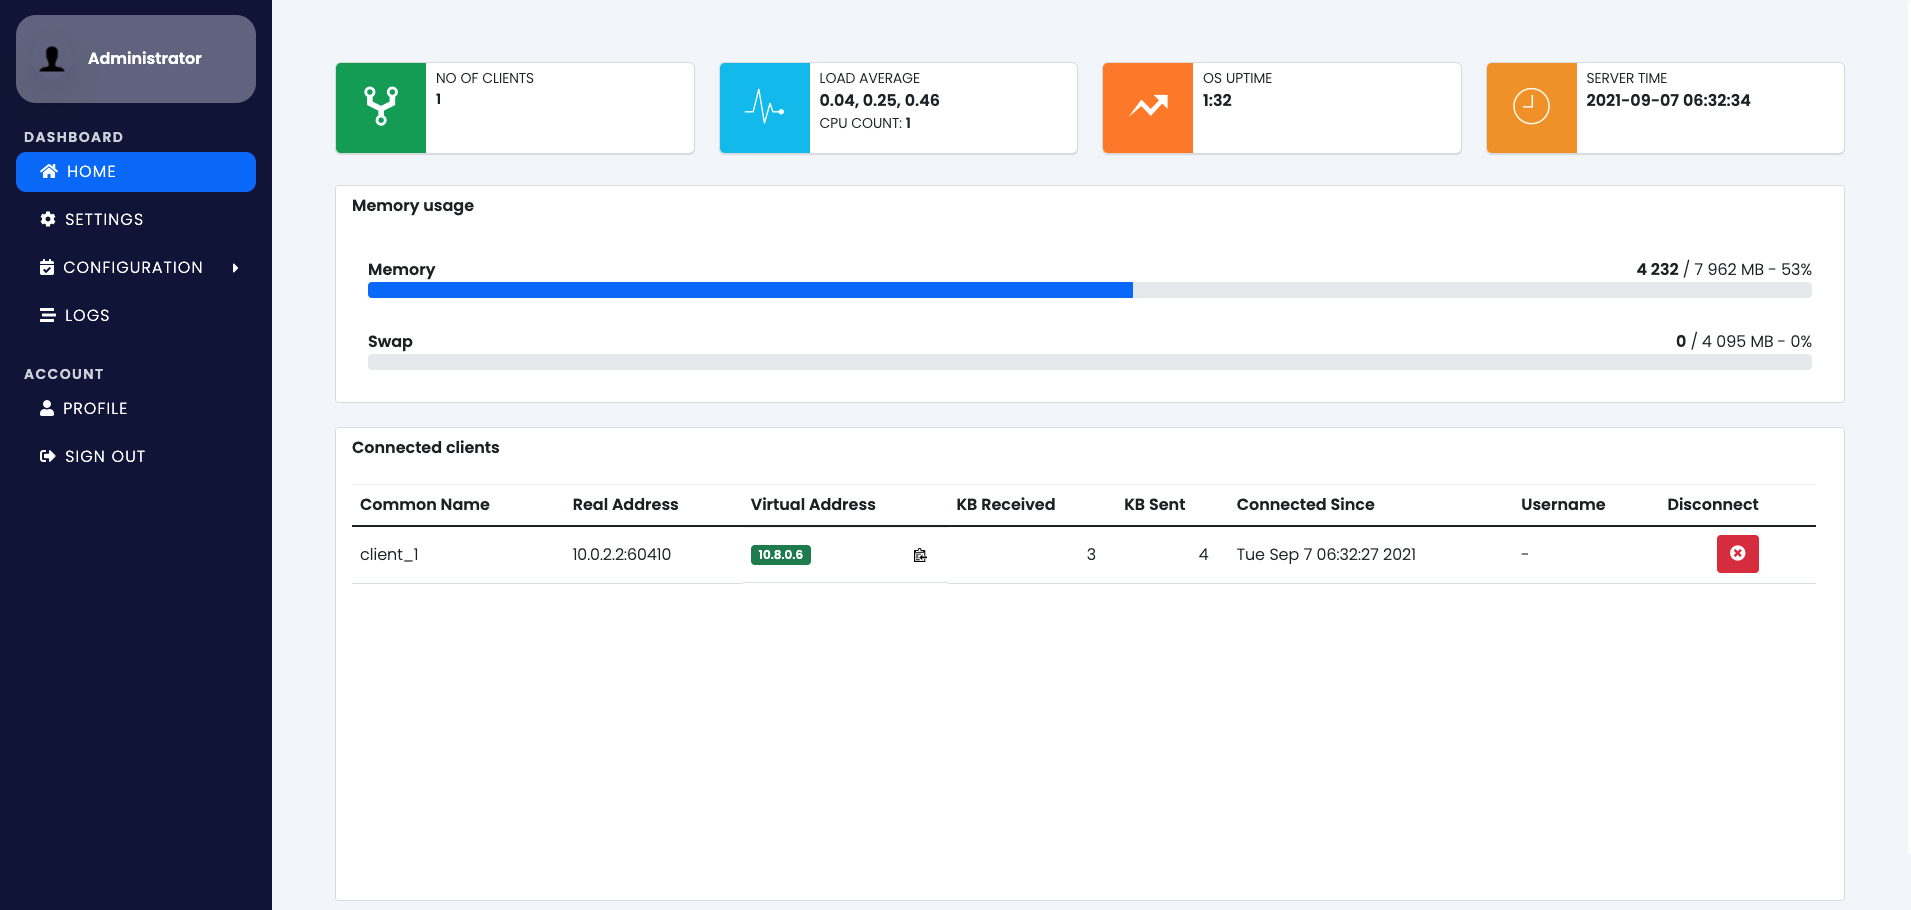 Administrator
DASHBOARD
HOME
SETTINGS
CONFIGURATION
LOGS
ACCOUNT
PROFILE
SIGN OUT
NO OF CLIENTS
1
LOAD AVERAGE
0.04, 0.25, 0.46
CPU COUNT: 1
OS UPTIME
1:32
SERVER TIME
2021-09-07 06:32:34
Memory usage
Memory 4 232 / 7 962 MB - 53%
Swap 0 / 4 095 MB - 0%
Connected clients
Common Name Real Address Virtual Address KB Received KB Sent Connected Since Username Disconnect
client_1 10.0.2.2:60410 10.8.0.6 3 4 Tue Sep 7 06:32:27 2021 -